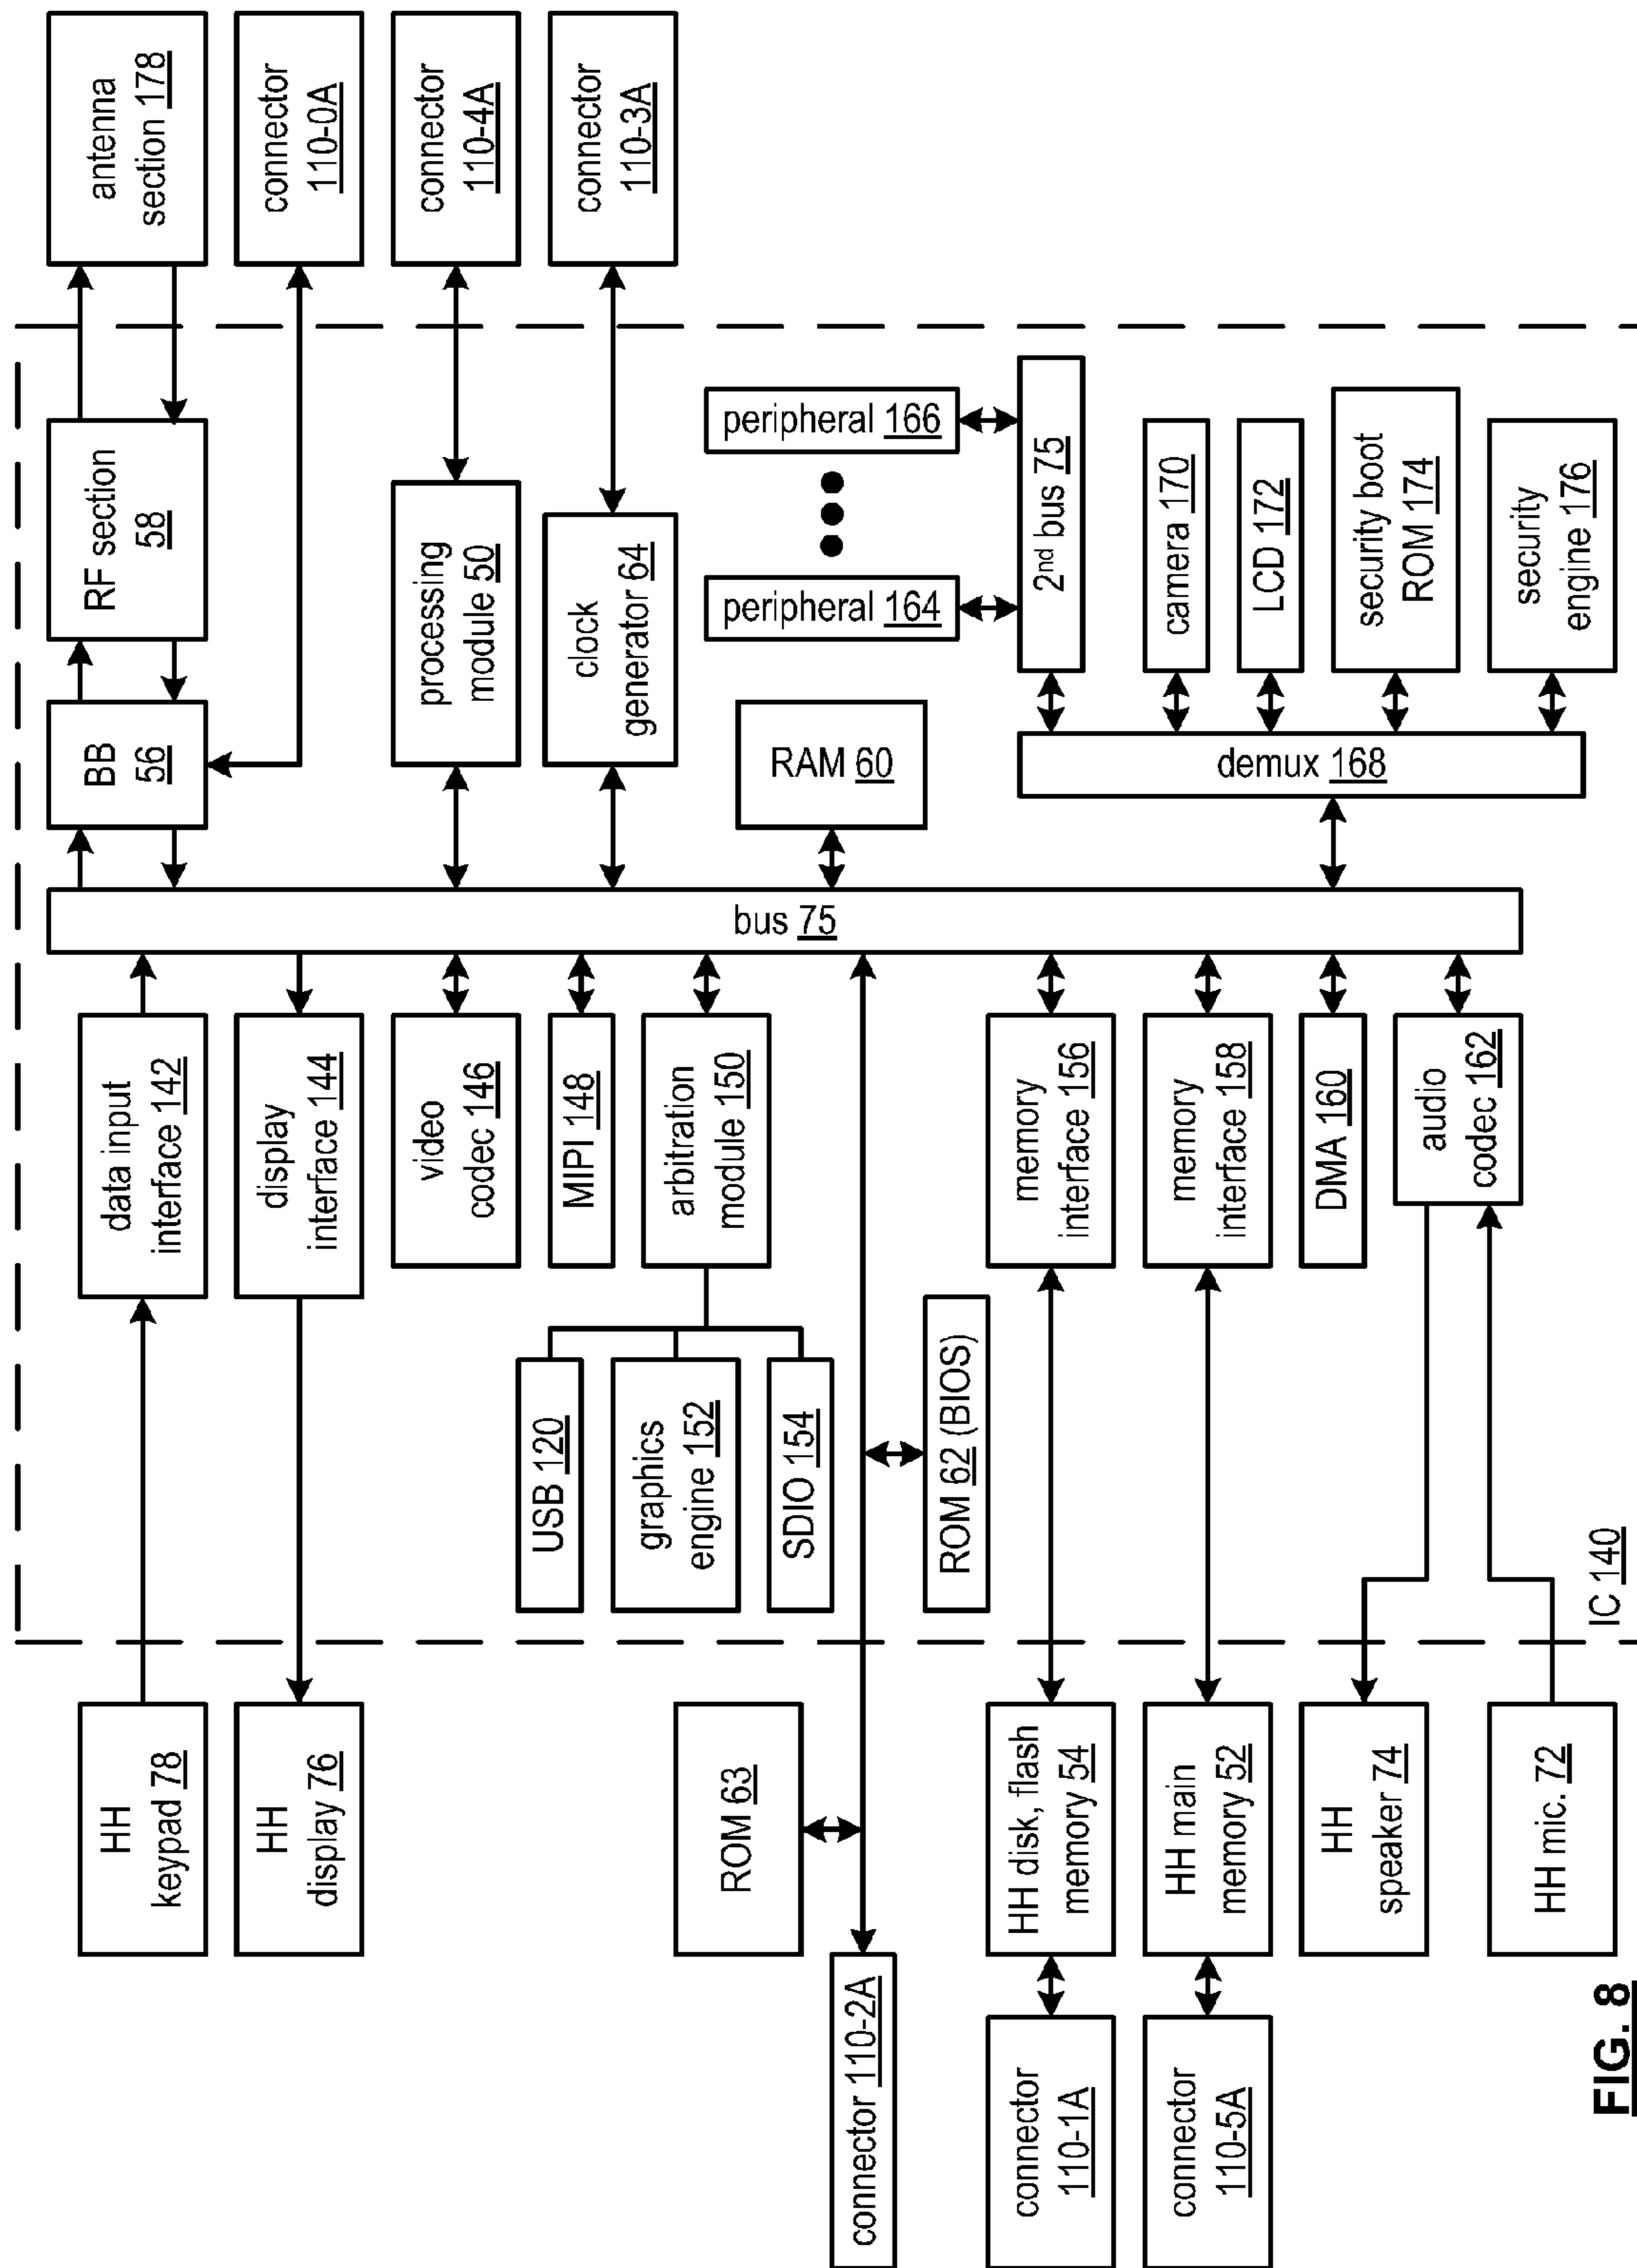 HH
keypad 78
data input
interface 142
BB
56
RF section
58
antenna
section 178
HH
display 76
display
interface 144
connector
110-0A
video
codec 146
processing
module 50
connector
110-4A
USB 120
MIPI 148
clock
generator 64
connector
110-3A
graphics
engine 152
arbitration
module 150
SDIO 154
ROM 63
bus 75
RAM 60
peripheral 164
peripheral 166
connector 110-2A
ROM 62 (BIOS)
connector
110-1A
HH disk, flash
memory 54
memory
interface 156
2nd bus 75
connector
110-5A
HH main
memory 52
memory
interface 158
demux 168
camera 170
LCD 172
HH
speaker 74
DMA 160
security boot
ROM 174
HH mic. 72
audio
codec 162
security
engine 176
IC 140
FIG. 8